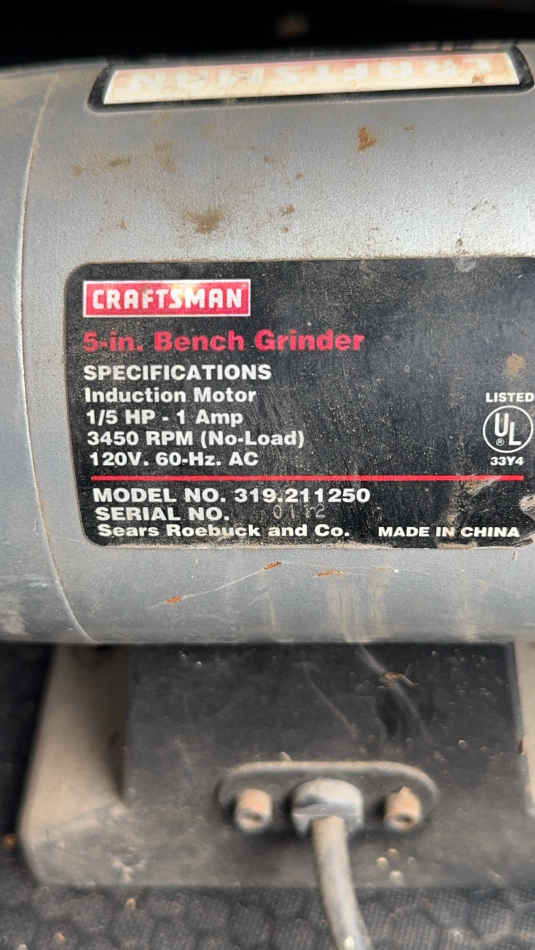 CRAFTSMAN
CRAFTSMAN
5-in. Bench Grinder
SPECIFICATIONS
Induction Motor
1/5 HP - 1 Amp
3450 RPM (No-Load)
120V. 60-Hz. AC
LISTED
UL
®
33Y4
MODEL NO. 319.211250
SERIAL NO.
Sears Roebuck and Co. MADE IN CHINA